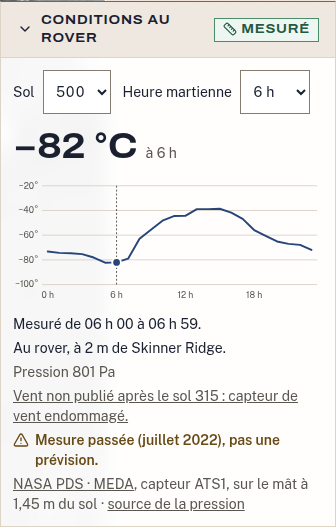 CONDITIONS AU
ROVER
MESURÉ
Sol 500 Heure martienne 6 h
−82 °C à 6 h
−20°
−40°
−60°
−80°
−100°
0 h 6 h 12 h 18 h
Mesuré de 06 h 00 à 06 h 59.
Au rover, à 2 m de Skinner Ridge.
Pression 801 Pa
Vent non publié après le sol 315 : capteur de
vent endommagé.
Mesure passée (juillet 2022), pas une
prévision.
NASA PDS · MEDA, capteur ATS1, sur le mât à
1,45 m du sol · source de la pression